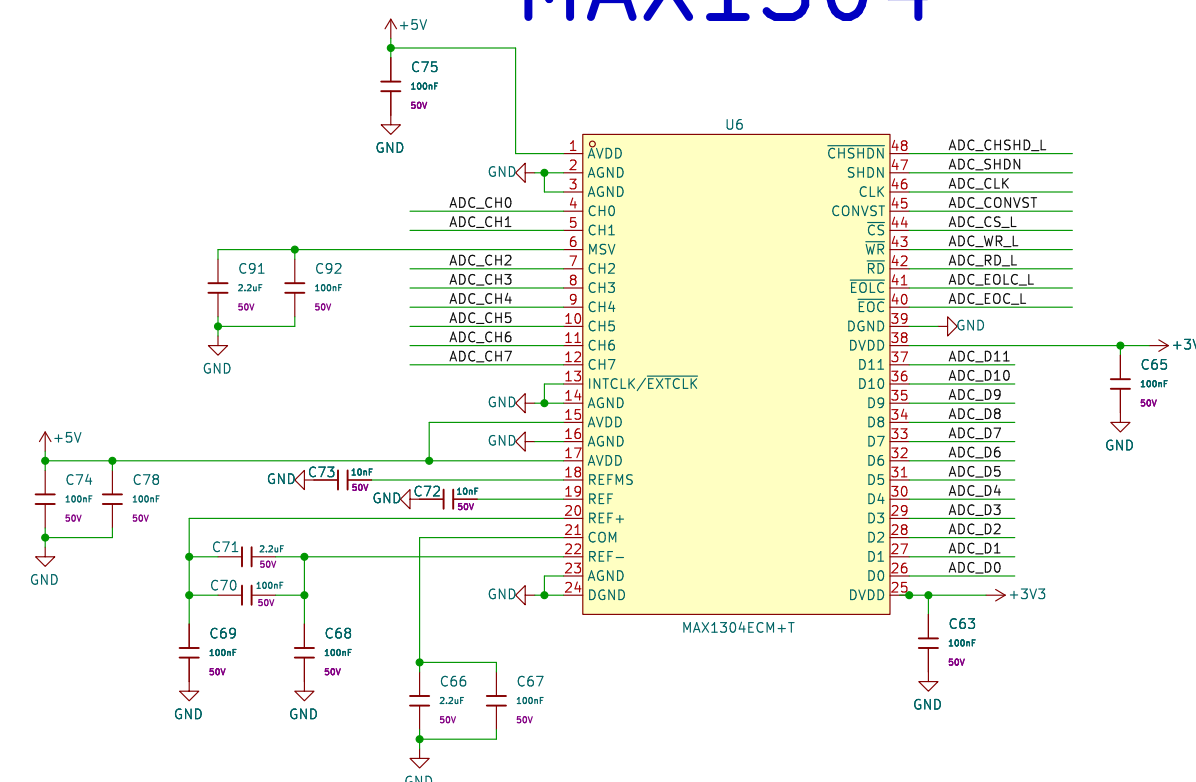 MAX1304
+5V
C75
100nF
50V
GND
U6
1 AVDD
2 AGND
3 AGND
4 CH0
5 CH1
6 MSV
7 CH2
8 CH3
9 CH4
10 CH5
11 CH6
12 CH7
13 INTCLK/EXTCLK
14 AGND
15 AVDD
16 AGND
17 AVDD
18 REFMS
19 REF
20 REF+
21 COM
22 REF-
23 AGND
24 DGND
CHSHDN 48
SHDN 47
CLK 46
CONVST 45
CS 44
WR 43
RD 42
EOLC 41
EOC 40
DGND 39
DVDD 38
D11 37
D10 36
D9 35
D8 34
D7 33
D6 32
D5 31
D4 30
D3 29
D2 28
D1 27
D0 26
DVDD 25
MAX1304ECM+T
GND
ADC_CH0
ADC_CH1
ADC_CH2
ADC_CH3
ADC_CH4
ADC_CH5
ADC_CH6
ADC_CH7
C91
2.2uF
50V
C92
100nF
50V
GND
GND
GND
+5V
C74
100nF
50V
C78
100nF
50V
GND
GND C73 10nF
50V
GND C72 10nF
50V
C71 2.2uF
50V
C70 100nF
50V
GND
C69
100nF
50V
GND
C68
100nF
50V
GND
C66
2.2uF
50V
C67
100nF
50V
GND
ADC_CHSHD_L
ADC_SHDN
ADC_CLK
ADC_CONVST
ADC_CS_L
ADC_WR_L
ADC_RD_L
ADC_EOLC_L
ADC_EOC_L
GND
+3V
C65
100nF
50V
GND
ADC_D11
ADC_D10
ADC_D9
ADC_D8
ADC_D7
ADC_D6
ADC_D5
ADC_D4
ADC_D3
ADC_D2
ADC_D1
ADC_D0
+3V3
C63
100nF
50V
GND